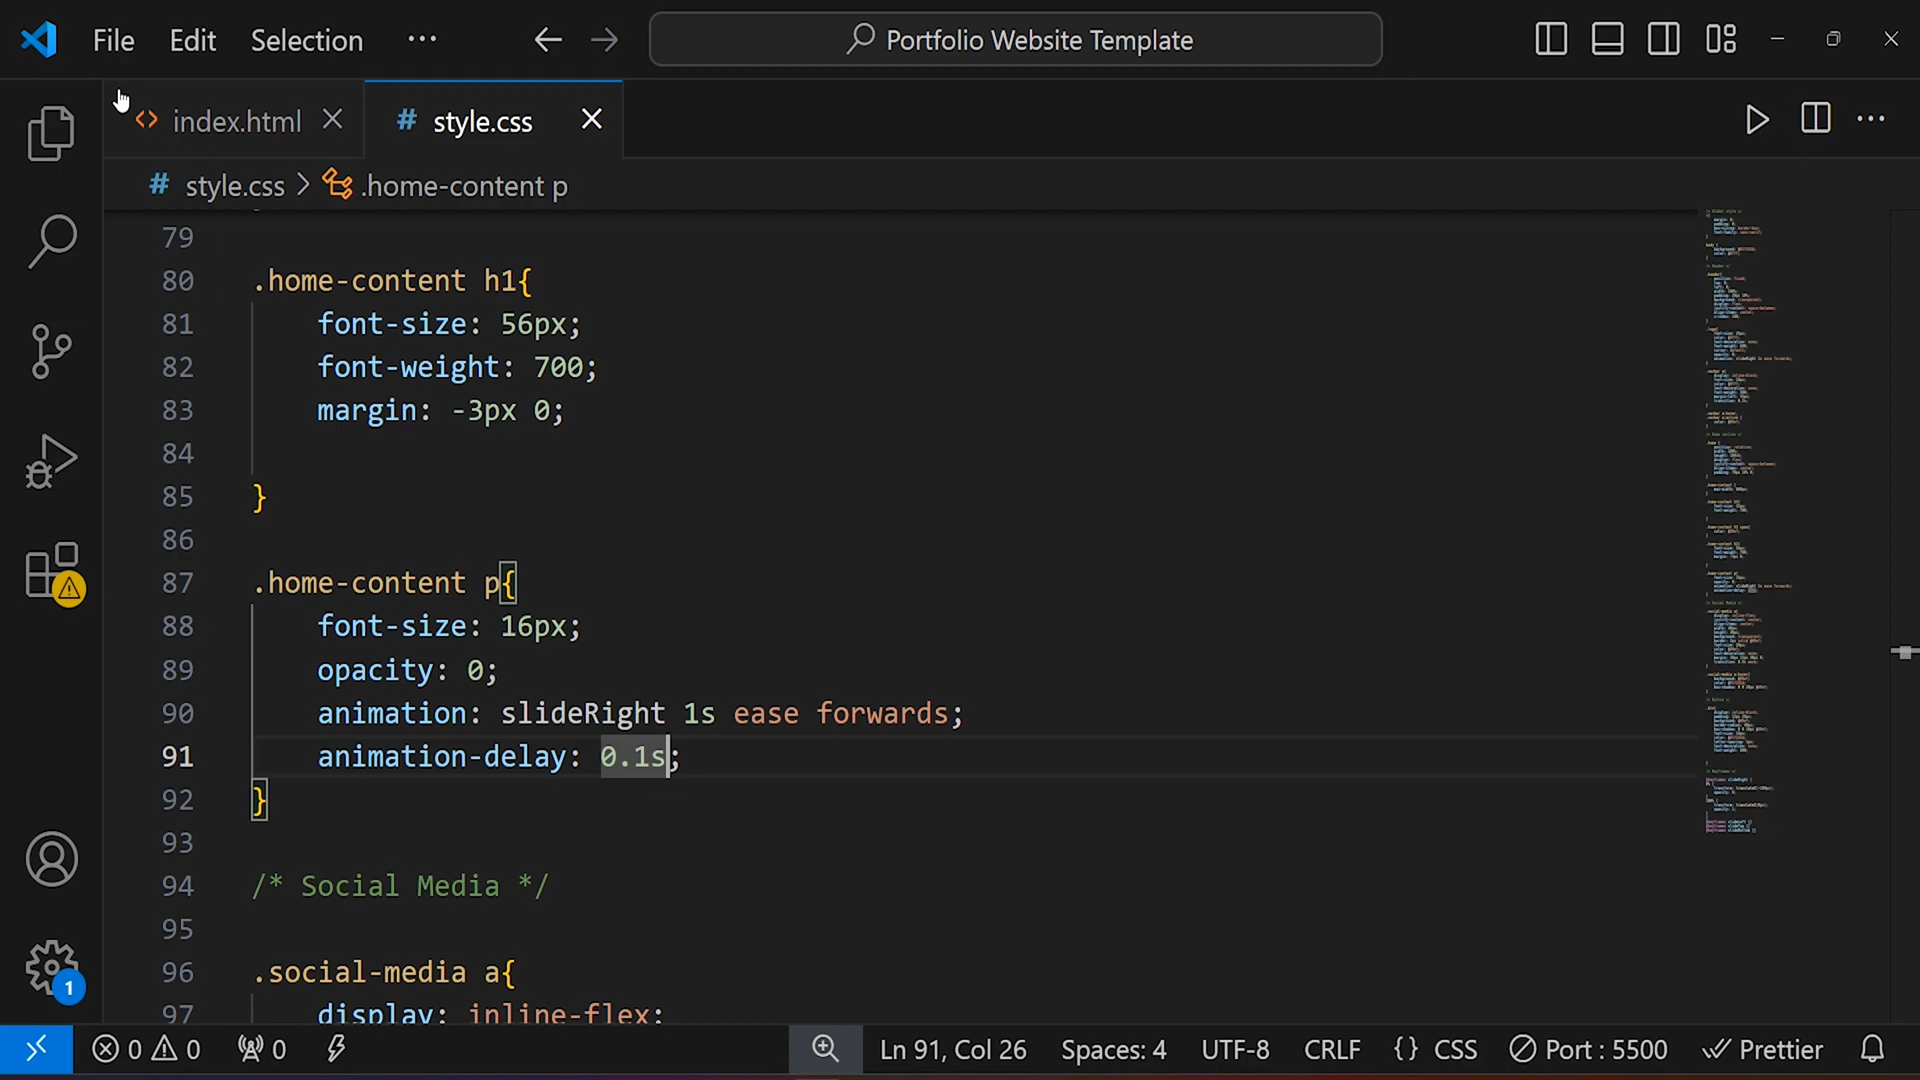 File Edit Selection ··· Portfolio Website Template
index.html # style.css
# style.css > .home-content p
79
80 .home-content h1{
81 font-size: 56px;
82 font-weight: 700;
83 margin: -3px 0;
84
85 }
86
87 .home-content p{
88 font-size: 16px;
89 opacity: 0;
90 animation: slideRight 1s ease forwards;
91 animation-delay: 0.1s;
92 }
93
94 /* Social Media */
95
96 .social-media a{
97 display: inline-flex;
1
0 0 0 Ln 91, Col 26 Spaces: 4 UTF-8 CRLF {} CSS Port : 5500 Prettier